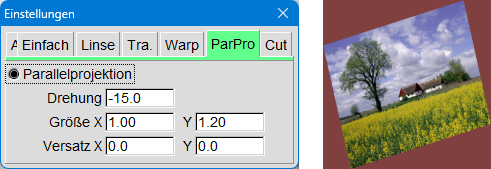 Einstellungen
Einfach Linse Tra. Warp ParPro Cut
Parallelprojektion
Drehung -15.0
Größe X 1.00 Y 1.20
Versatz X 0.0 Y 0.0